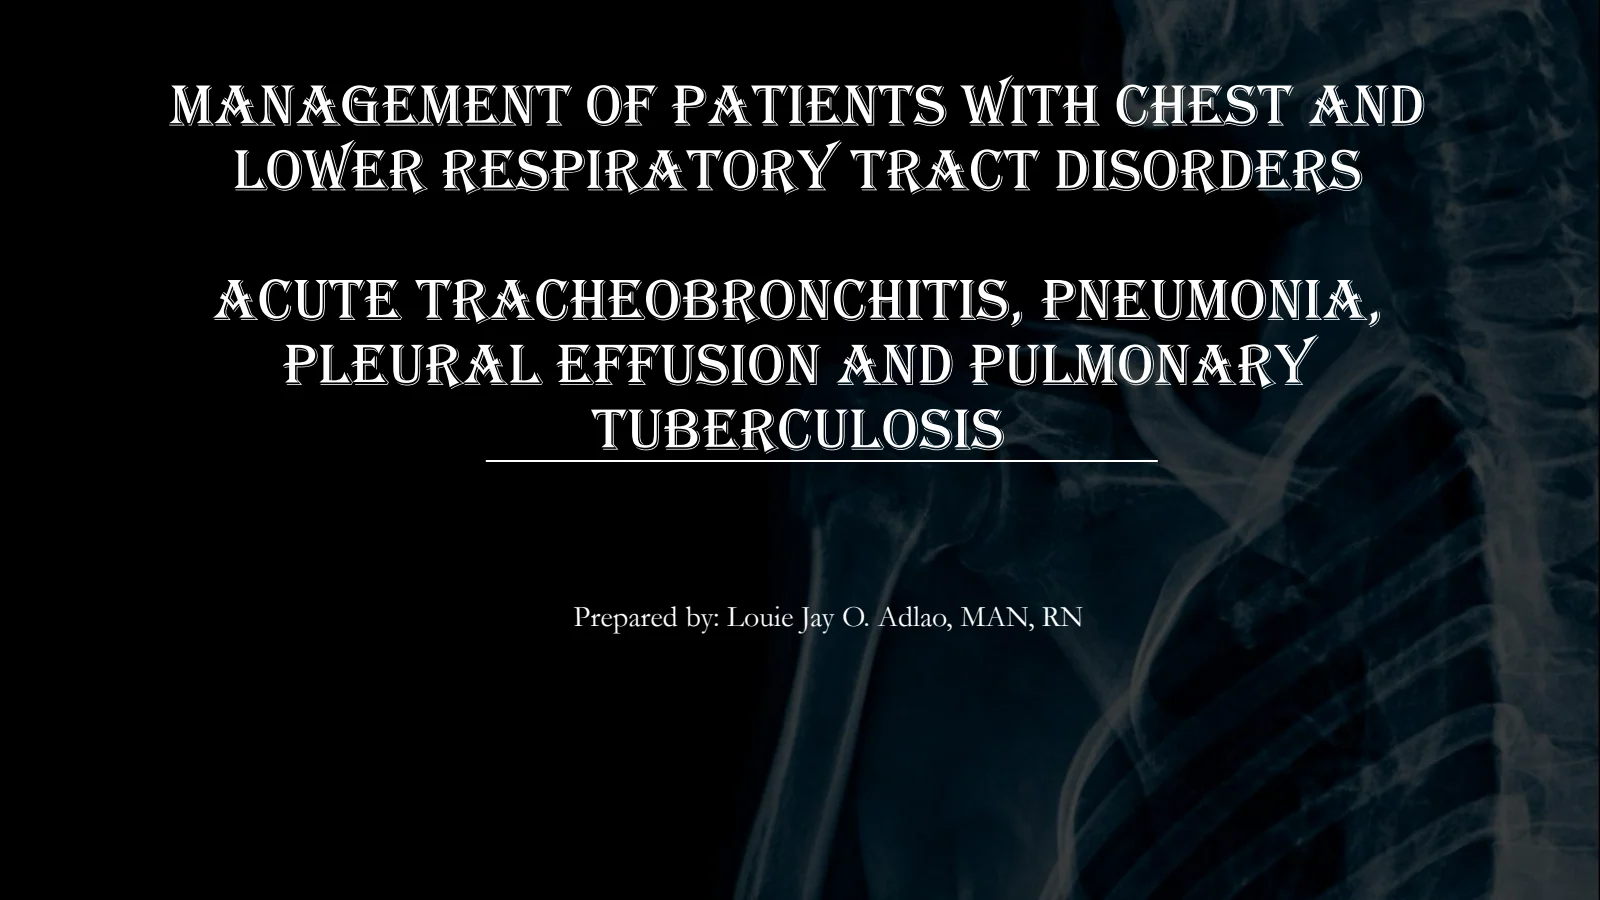 MANAGEMENT OF PATIENTS WITH CHEST AND
LOWER RESPIRATORY TRACT DISORDERS
ACUTE TRACHEOBRONCHITIS, PNEUMONIA,
PLEURAL EFFUSION AND PULMONARY
TUBERCULOSIS
Prepared by: Louie Jay O. Adlao, MAN, RN